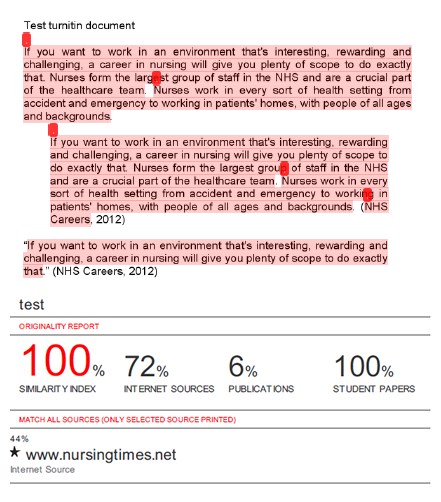 Test turnitin document
If you want to work in an environment that's interesting, rewarding and
challenging, a career in nursing will give you plenty of scope to do exactly
that. Nurses form the largest group of staff in the NHS and are a crucial part
of the healthcare team. Nurses work in every sort of health setting from
accident and emergency to working in patients' homes, with people of all ages
and backgrounds.
If you want to work in an environment that's interesting, rewarding
and challenging, a career in nursing will give you plenty of scope to
do exactly that. Nurses form the largest group of staff in the NHS
and are a crucial part of the healthcare team. Nurses work in every
sort of health setting from accident and emergency to working in
patients' homes, with people of all ages and backgrounds. (NHS
Careers, 2012)
“If you want to work in an environment that's interesting, rewarding and
challenging, a career in nursing will give you plenty of scope to do exactly
that.” (NHS Careers, 2012)
test
ORIGINALITY REPORT
100% 72% 6% 100%
SIMILARITY INDEX INTERNET SOURCES PUBLICATIONS STUDENT PAPERS
MATCH ALL SOURCES (ONLY SELECTED SOURCE PRINTED)
44%
★ www.nursingtimes.net
Internet Source